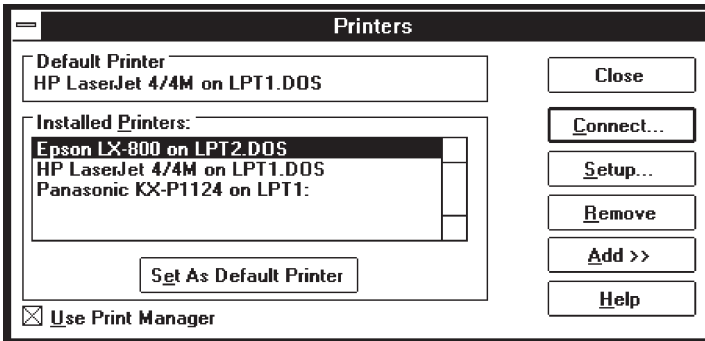 Printers
Default Printer
HP LaserJet 4/4M on LPT1.DOS
Installed Printers:
Epson LX-800 on LPT2.DOS
HP LaserJet 4/4M on LPT1.DOS
Panasonic KX-P1124 on LPT1:
Set As Default Printer
Use Print Manager
Close
Connect...
Setup...
Remove
Add >>
Help